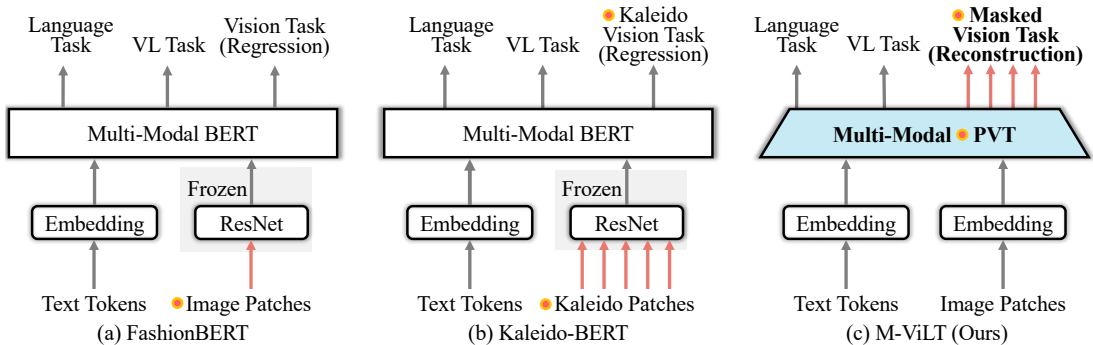 Language
Task
VL Task
Vision Task
(Regression)
Multi-Modal BERT
Frozen
Embedding
ResNet
Text Tokens
Image Patches
(a) FashionBERT
Language
Task
VL Task
Kaleido
Vision Task
(Regression)
Multi-Modal BERT
Frozen
Embedding
ResNet
Text Tokens
Kaleido Patches
(b) Kaleido-BERT
Language
Task
VL Task
Masked
Vision Task
(Reconstruction)
Multi-Modal PVT
Embedding
Embedding
Text Tokens
Image Patches
(c) M-ViLT (Ours)